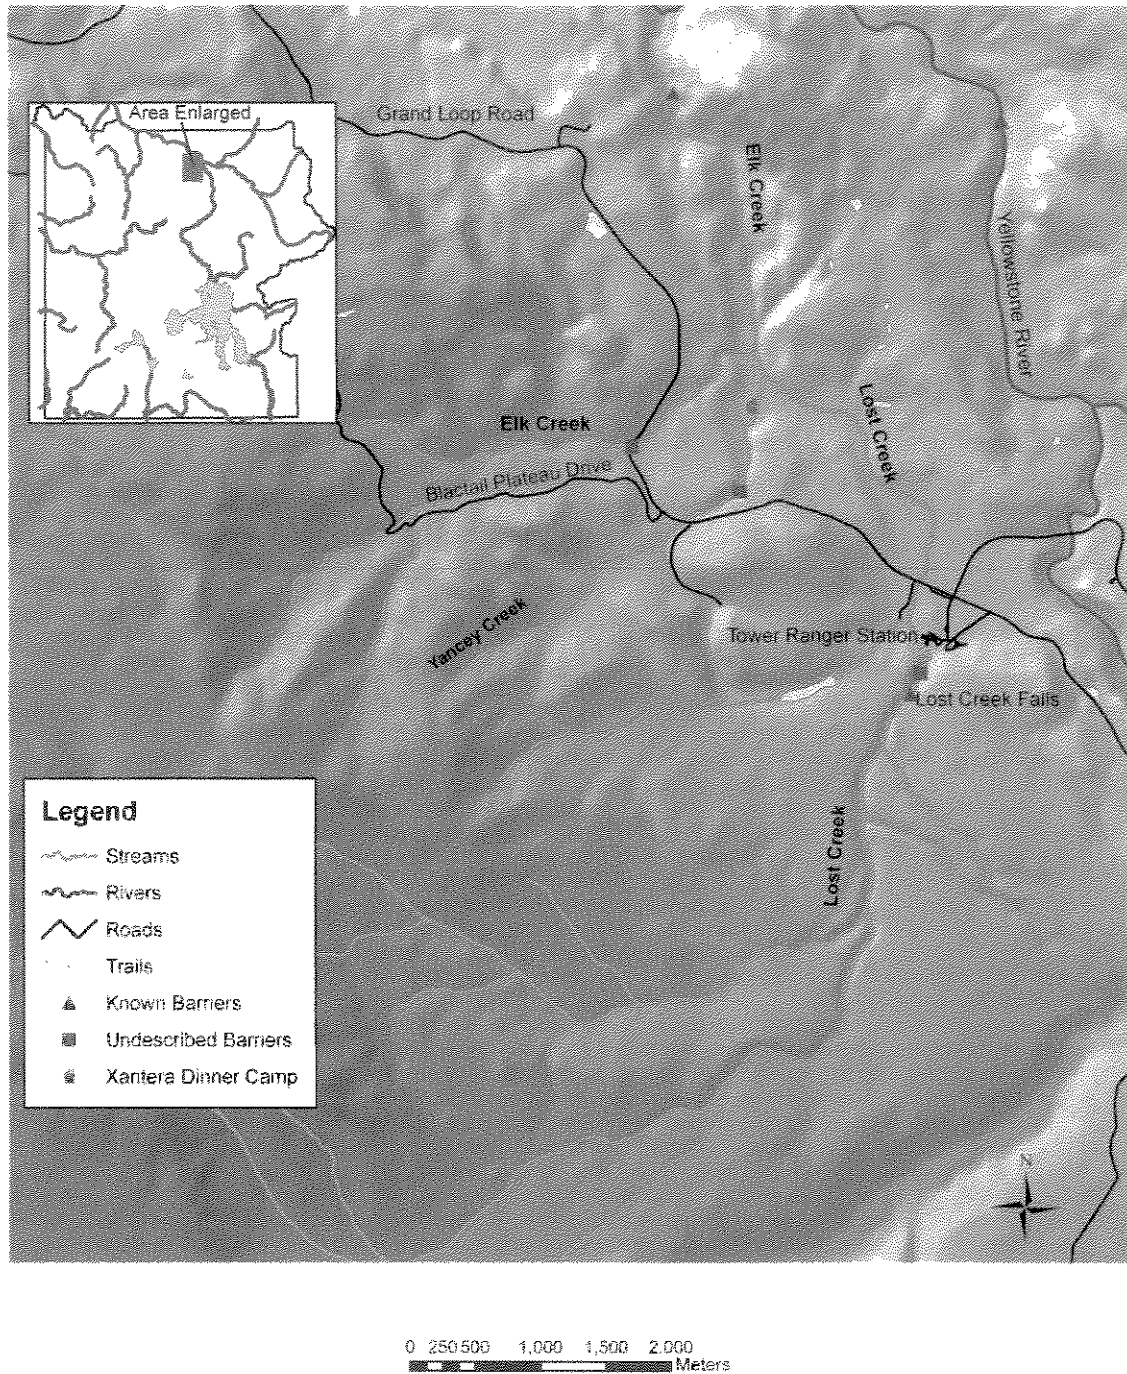 Area Enlarged
Grand Loop Road
Elk Creek
Yellowstone River
Lost Creek
Elk Creek
Blactail Plateau Drive
Yancey Creek
Tower Ranger Station
Lost Creek Falls
Lost Creek
Legend
Streams
Rivers
Roads
Trails
Known Barriers
Undescribed Barriers
Xantera Dinner Camp
N
0 250 500 1,000 1,500 2,000
Meters